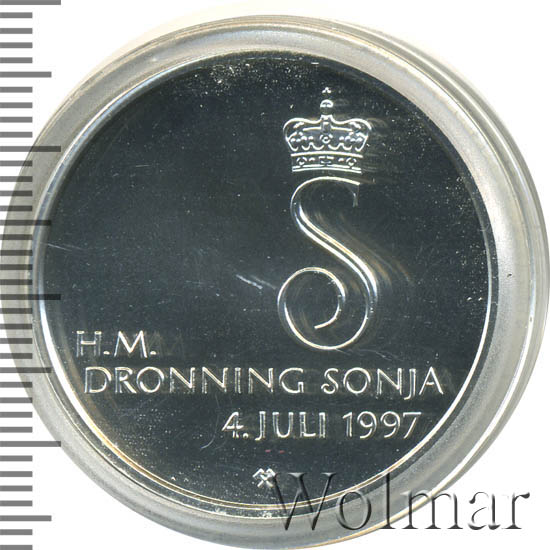 S
H.M.
DRONNING SONJA
4. JULI 1997
Wolmar